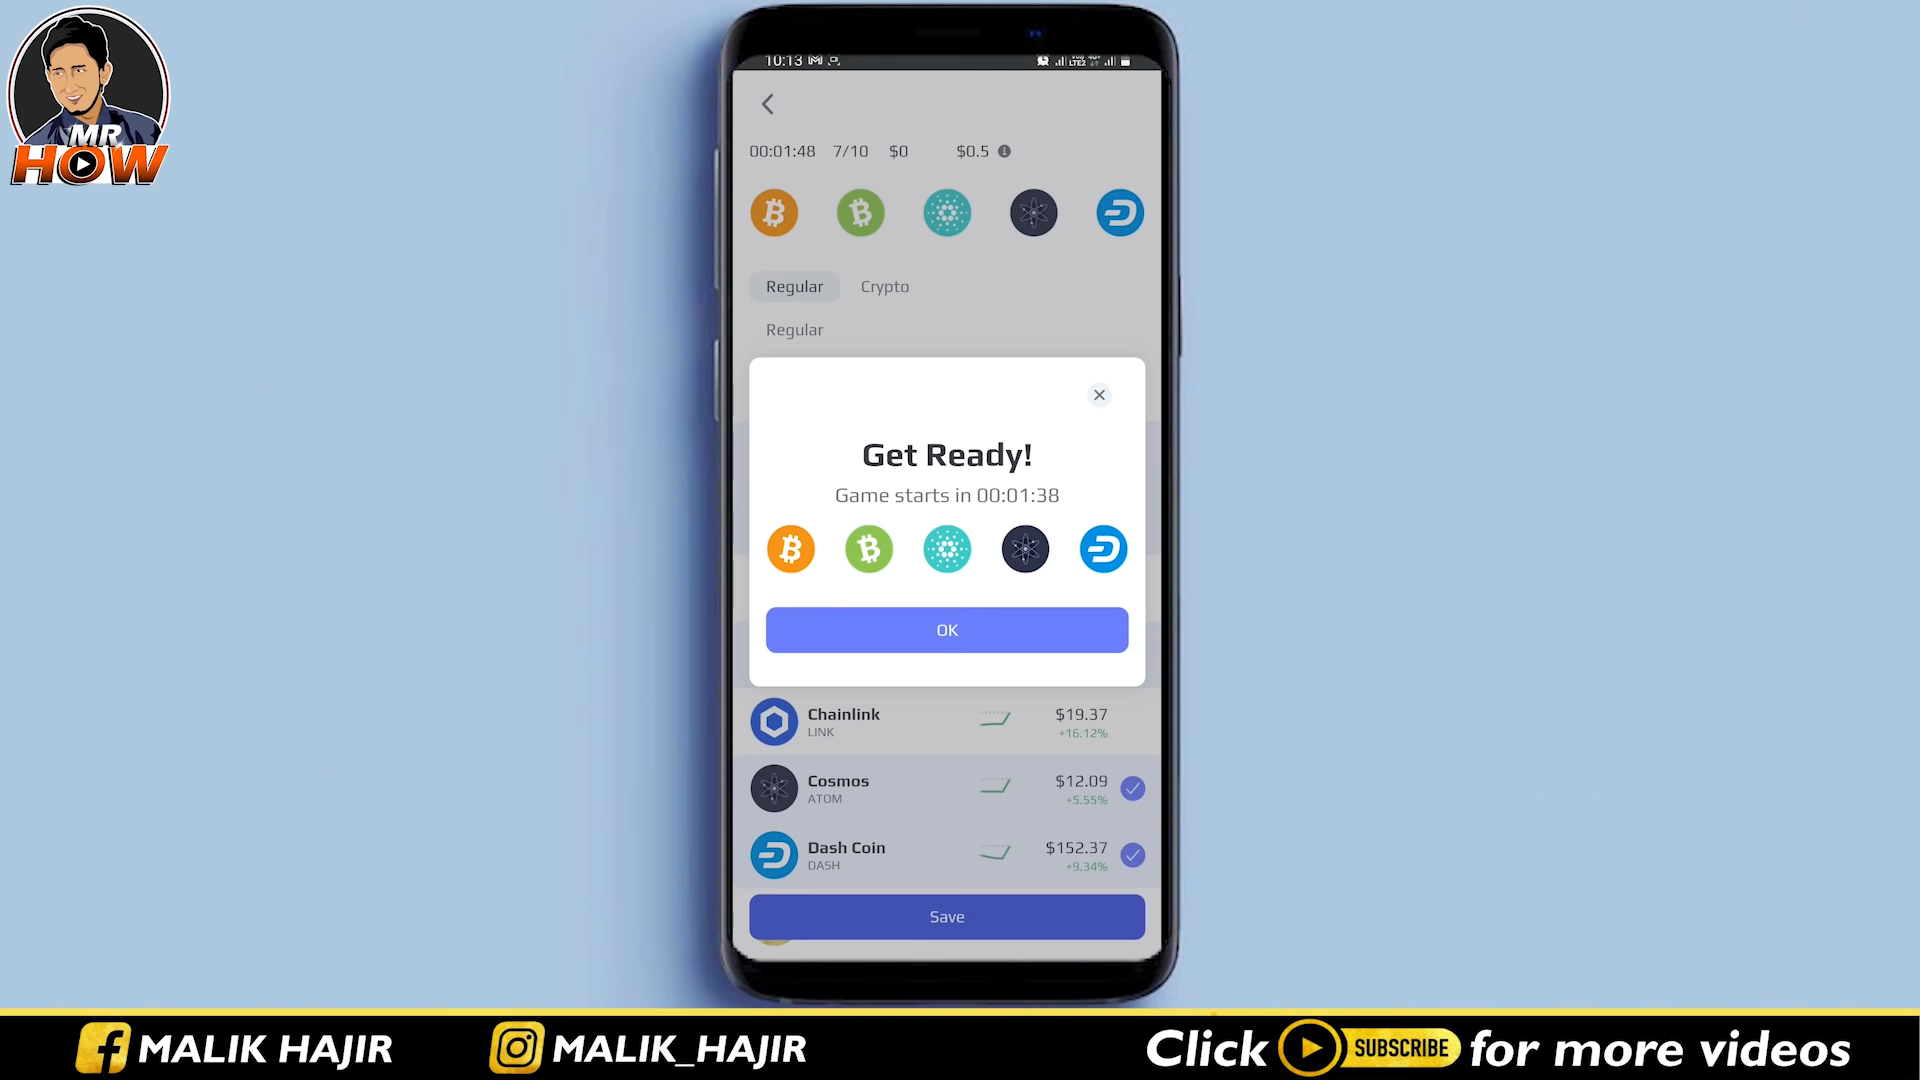 MR
HOW
10:13
LTE2
00:01:48 7/10 $0 $0.5
Regular Crypto
Regular
Get Ready!
Game starts in 00:01:38
OK
Chainlink $19.37
LINK +16.12%
Cosmos $12.09
ATOM +5.55%
Dash Coin $152.37
DASH +9.34%
Save
MALIK HAJIR MALIK_HAJIR Click SUBSCRIBE for more videos